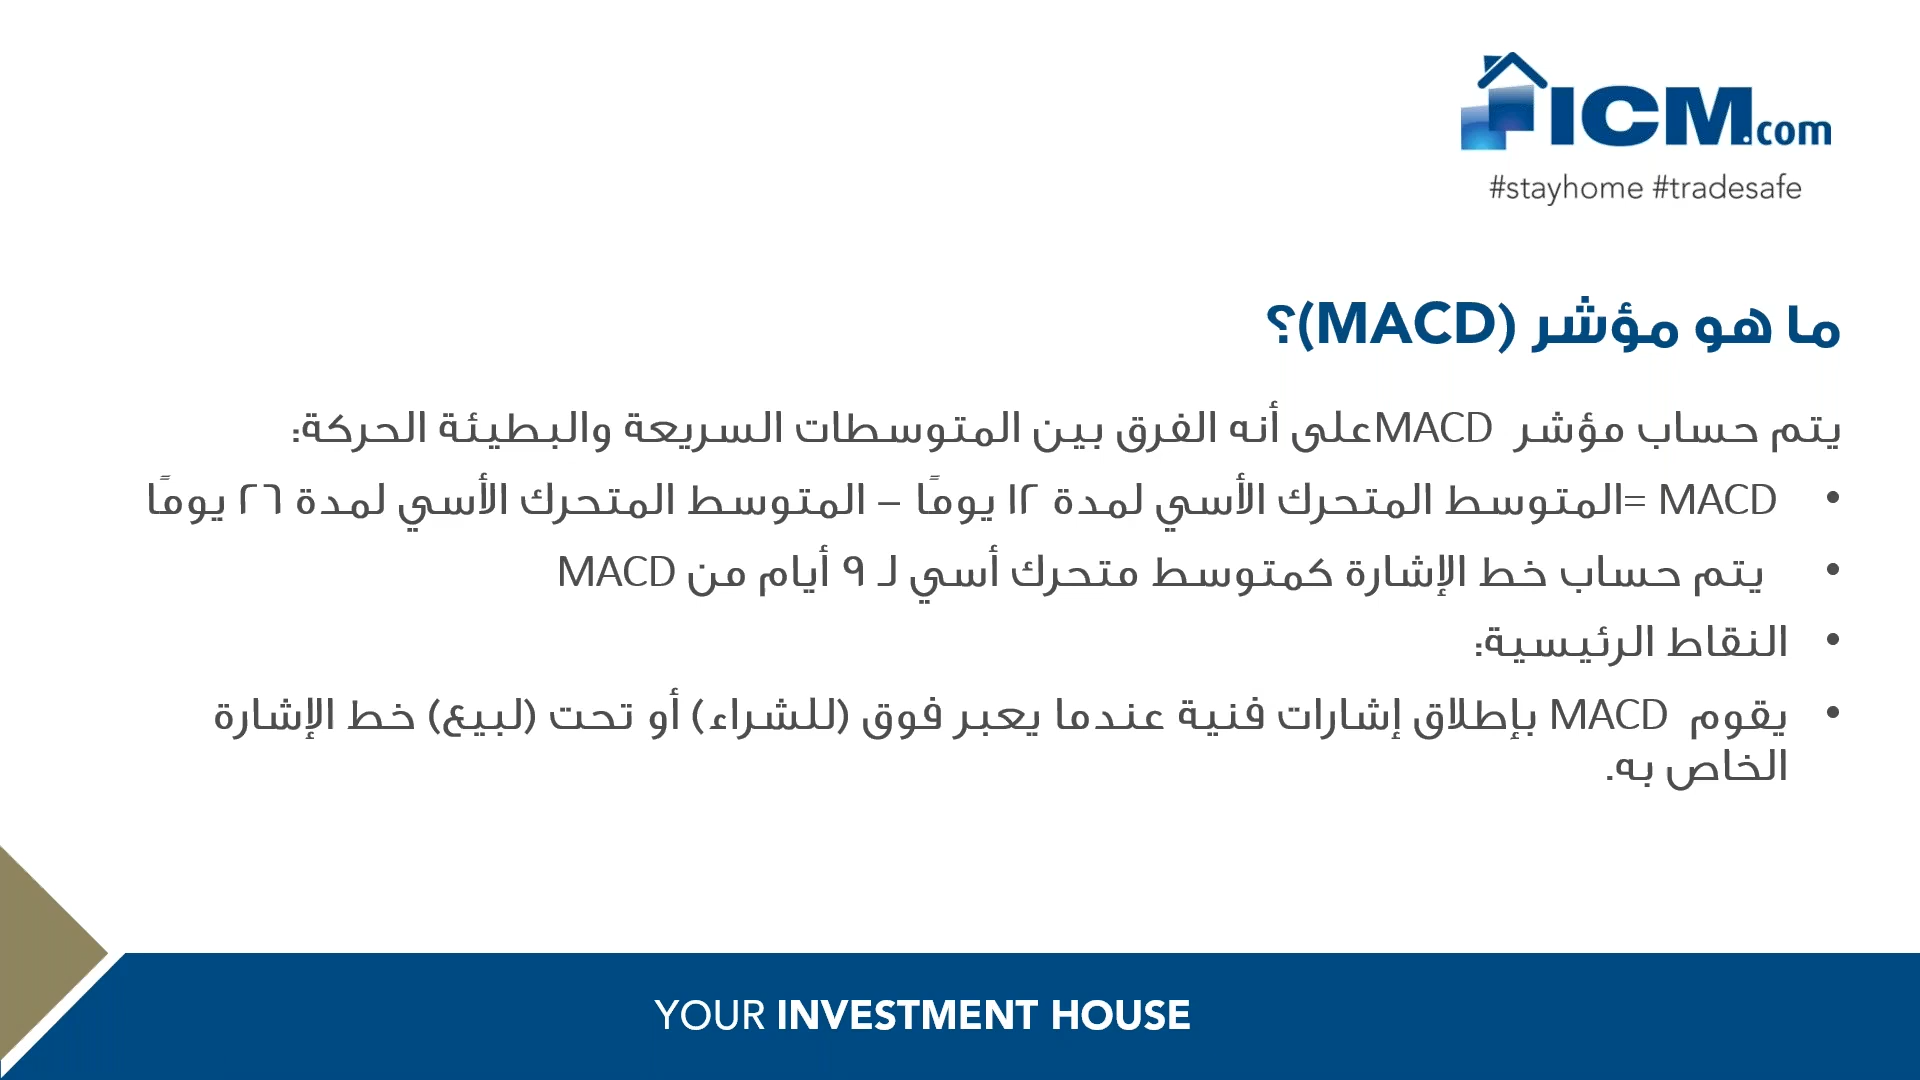 ICM.com
#stayhome #tradesafe
ما هو مؤشر (MACD)؟
يتم حساب مؤشر MACDعلى أنه الفرق بين المتوسطات السريعة والبطيئة الحركة:
• MACD =المتوسط المتحرك الأسي لمدة ١٢ يومًا – المتوسط المتحرك الأسي لمدة ٢٦ يومًا
• يتم حساب خط الإشارة كمتوسط متحرك أسي لـ ٩ أيام من MACD
• النقاط الرئيسية:
• يقوم MACD بإطلاق إشارات فنية عندما يعبر فوق (للشراء) أو تحت (لبيع) خط الإشارة
الخاص به.
YOUR INVESTMENT HOUSE